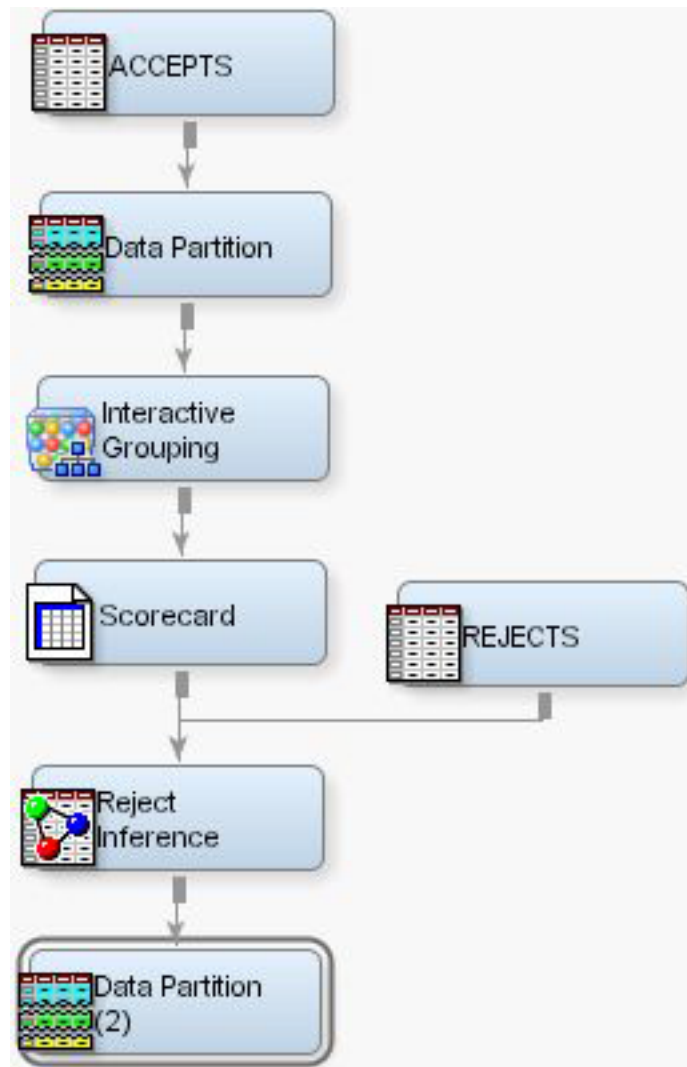 ACCEPTS
Data Partition
Interactive
Grouping
Scorecard
REJECTS
Reject
Inference
Data Partition
(2)